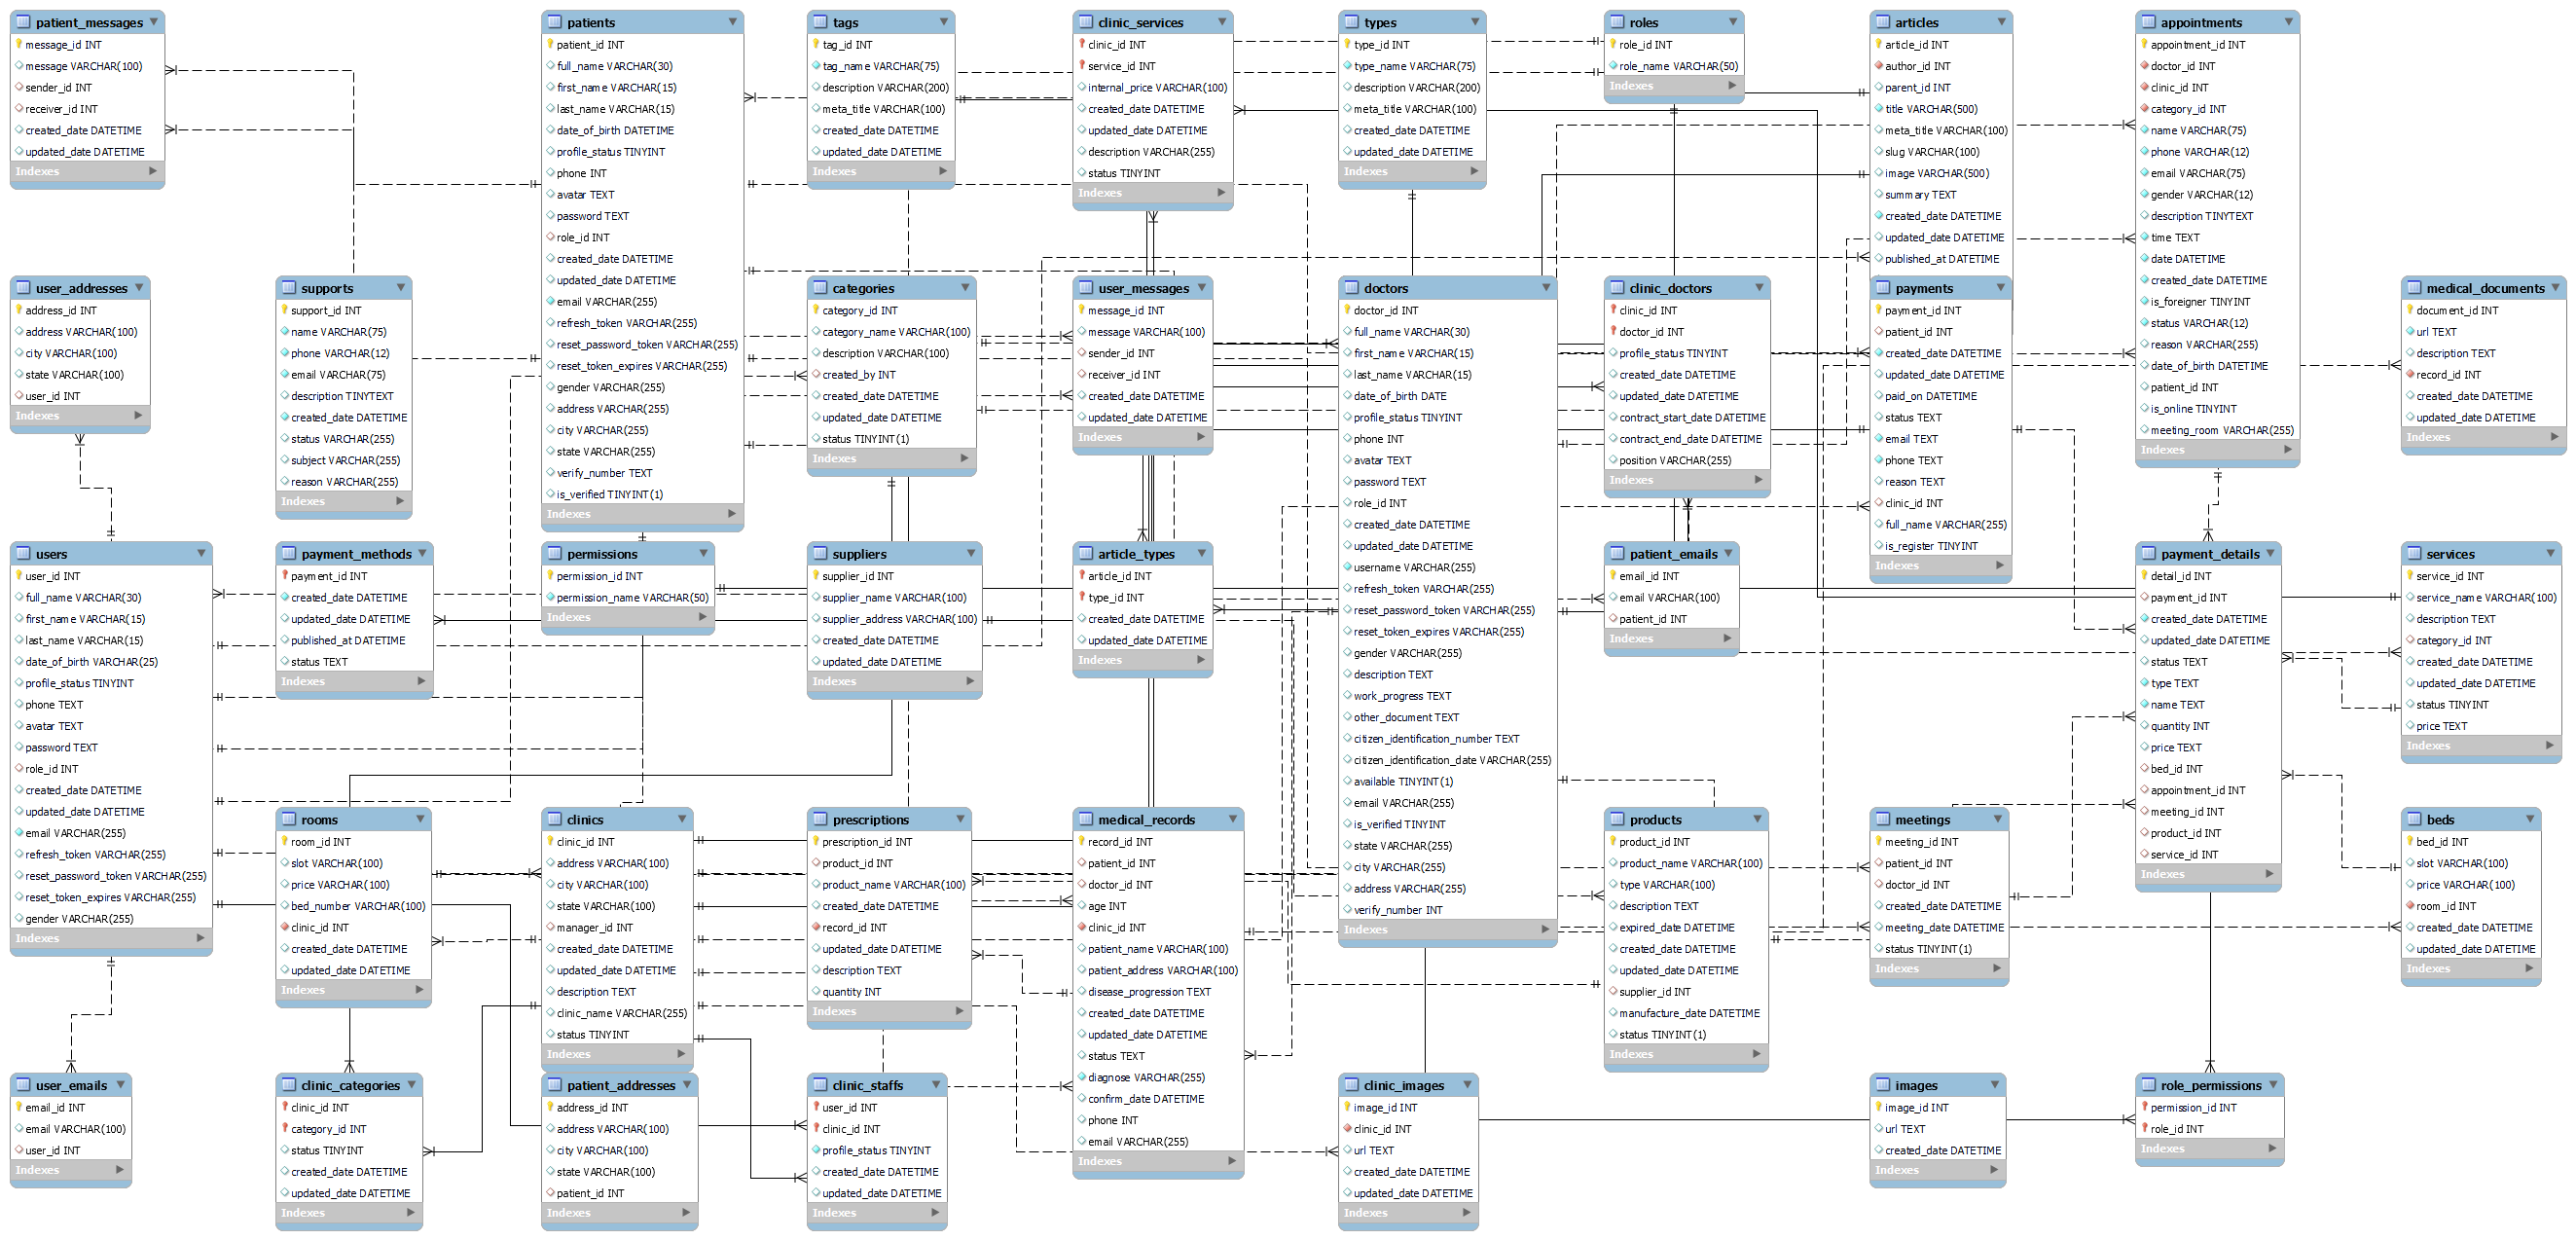 patient_messages
message_id INT
message VARCHAR(100)
sender_id INT
receiver_id INT
created_date DATETIME
updated_date DATETIME
Indexes
patients
patient_id INT
full_name VARCHAR(30)
first_name VARCHAR(15)
last_name VARCHAR(15)
date_of_birth DATETIME
profile_status TINYINT
phone INT
avatar TEXT
password TEXT
role_id INT
created_date DATETIME
updated_date DATETIME
email VARCHAR(255)
refresh_token VARCHAR(255)
reset_password_token VARCHAR(255)
reset_token_expires VARCHAR(255)
gender VARCHAR(255)
address VARCHAR(255)
city VARCHAR(255)
state VARCHAR(255)
verify_number TEXT
is_verified TINYINT(1)
Indexes
tags
tag_id INT
tag_name VARCHAR(75)
description VARCHAR(200)
meta_title VARCHAR(100)
created_date DATETIME
updated_date DATETIME
Indexes
clinic_services
clinic_id INT
service_id INT
internal_price VARCHAR(100)
created_date DATETIME
updated_date DATETIME
description VARCHAR(255)
status TINYINT
Indexes
types
type_id INT
type_name VARCHAR(75)
description VARCHAR(200)
meta_title VARCHAR(100)
created_date DATETIME
updated_date DATETIME
Indexes
roles
role_id INT
role_name VARCHAR(50)
Indexes
articles
article_id INT
author_id INT
parent_id INT
title VARCHAR(500)
meta_title VARCHAR(100)
slug VARCHAR(100)
image VARCHAR(500)
summary TEXT
created_date DATETIME
updated_date DATETIME
published_at DATETIME
appointments
appointment_id INT
doctor_id INT
clinic_id INT
category_id INT
name VARCHAR(75)
phone VARCHAR(12)
email VARCHAR(75)
gender VARCHAR(12)
description TINYTEXT
time TEXT
date DATETIME
created_date DATETIME
is_foreigner TINYINT
status VARCHAR(12)
reason VARCHAR(255)
date_of_birth DATETIME
patient_id INT
is_online TINYINT
meeting_room VARCHAR(255)
Indexes
user_addresses
address_id INT
address VARCHAR(100)
city VARCHAR(100)
state VARCHAR(100)
user_id INT
Indexes
supports
support_id INT
name VARCHAR(75)
phone VARCHAR(12)
email VARCHAR(75)
description TINYTEXT
created_date DATETIME
status VARCHAR(255)
subject VARCHAR(255)
reason VARCHAR(255)
Indexes
categories
category_id INT
category_name VARCHAR(100)
description VARCHAR(100)
created_by INT
created_date DATETIME
updated_date DATETIME
status TINYINT(1)
Indexes
user_messages
message_id INT
message VARCHAR(100)
sender_id INT
receiver_id INT
created_date DATETIME
updated_date DATETIME
Indexes
doctors
doctor_id INT
full_name VARCHAR(30)
first_name VARCHAR(15)
last_name VARCHAR(15)
date_of_birth DATE
profile_status TINYINT
phone INT
avatar TEXT
password TEXT
role_id INT
created_date DATETIME
updated_date DATETIME
username VARCHAR(255)
refresh_token VARCHAR(255)
reset_password_token VARCHAR(255)
reset_token_expires VARCHAR(255)
gender VARCHAR(255)
description TEXT
work_progress TEXT
other_document TEXT
citizen_identification_number TEXT
citizen_identification_date VARCHAR(255)
available TINYINT(1)
email VARCHAR(255)
is_verified TINYINT
state VARCHAR(255)
city VARCHAR(255)
address VARCHAR(255)
verify_number INT
Indexes
clinic_doctors
clinic_id INT
doctor_id INT
profile_status TINYINT
created_date DATETIME
updated_date DATETIME
contract_start_date DATETIME
contract_end_date DATETIME
position VARCHAR(255)
Indexes
payments
payment_id INT
patient_id INT
created_date DATETIME
updated_date DATETIME
paid_on DATETIME
status TEXT
email TEXT
phone TEXT
reason TEXT
clinic_id INT
full_name VARCHAR(255)
is_register TINYINT
Indexes
medical_documents
document_id INT
url TEXT
description TEXT
record_id INT
created_date DATETIME
updated_date DATETIME
Indexes
users
user_id INT
full_name VARCHAR(30)
first_name VARCHAR(15)
last_name VARCHAR(15)
date_of_birth VARCHAR(25)
profile_status TINYINT
phone TEXT
avatar TEXT
password TEXT
role_id INT
created_date DATETIME
updated_date DATETIME
email VARCHAR(255)
refresh_token VARCHAR(255)
reset_password_token VARCHAR(255)
reset_token_expires VARCHAR(255)
gender VARCHAR(255)
Indexes
payment_methods
payment_id INT
created_date DATETIME
updated_date DATETIME
published_at DATETIME
status TEXT
Indexes
permissions
permission_id INT
permission_name VARCHAR(50)
Indexes
suppliers
supplier_id INT
supplier_name VARCHAR(100)
supplier_address VARCHAR(100)
created_date DATETIME
updated_date DATETIME
Indexes
article_types
article_id INT
type_id INT
created_date DATETIME
updated_date DATETIME
Indexes
patient_emails
email_id INT
email VARCHAR(100)
patient_id INT
Indexes
payment_details
detail_id INT
payment_id INT
created_date DATETIME
updated_date DATETIME
status TEXT
type TEXT
name TEXT
quantity INT
price TEXT
bed_id INT
appointment_id INT
meeting_id INT
product_id INT
service_id INT
Indexes
services
service_id INT
service_name VARCHAR(100)
description TEXT
category_id INT
created_date DATETIME
updated_date DATETIME
status TINYINT
price TEXT
Indexes
rooms
room_id INT
slot VARCHAR(100)
price VARCHAR(100)
bed_number VARCHAR(100)
clinic_id INT
created_date DATETIME
updated_date DATETIME
Indexes
clinics
clinic_id INT
address VARCHAR(100)
city VARCHAR(100)
state VARCHAR(100)
manager_id INT
created_date DATETIME
updated_date DATETIME
description TEXT
clinic_name VARCHAR(255)
status TINYINT
Indexes
prescriptions
prescription_id INT
product_id INT
product_name VARCHAR(100)
created_date DATETIME
record_id INT
updated_date DATETIME
description TEXT
quantity INT
Indexes
medical_records
record_id INT
patient_id INT
doctor_id INT
age INT
clinic_id INT
patient_name VARCHAR(100)
patient_address VARCHAR(100)
disease_progression TEXT
created_date DATETIME
updated_date DATETIME
status TEXT
diagnose VARCHAR(255)
confirm_date DATETIME
phone INT
email VARCHAR(255)
Indexes
products
product_id INT
product_name VARCHAR(100)
type VARCHAR(100)
description TEXT
expired_date DATETIME
created_date DATETIME
updated_date DATETIME
supplier_id INT
manufacture_date DATETIME
status TINYINT(1)
Indexes
meetings
meeting_id INT
patient_id INT
doctor_id INT
created_date DATETIME
meeting_date DATETIME
status TINYINT(1)
Indexes
beds
bed_id INT
slot VARCHAR(100)
price VARCHAR(100)
room_id INT
created_date DATETIME
updated_date DATETIME
Indexes
user_emails
email_id INT
email VARCHAR(100)
user_id INT
Indexes
clinic_categories
clinic_id INT
category_id INT
status TINYINT
created_date DATETIME
updated_date DATETIME
Indexes
patient_addresses
address_id INT
address VARCHAR(100)
city VARCHAR(100)
state VARCHAR(100)
patient_id INT
Indexes
clinic_staffs
user_id INT
clinic_id INT
profile_status TINYINT
created_date DATETIME
updated_date DATETIME
Indexes
clinic_images
image_id INT
clinic_id INT
url TEXT
created_date DATETIME
updated_date DATETIME
Indexes
images
image_id INT
url TEXT
created_date DATETIME
Indexes
role_permissions
permission_id INT
role_id INT
Indexes